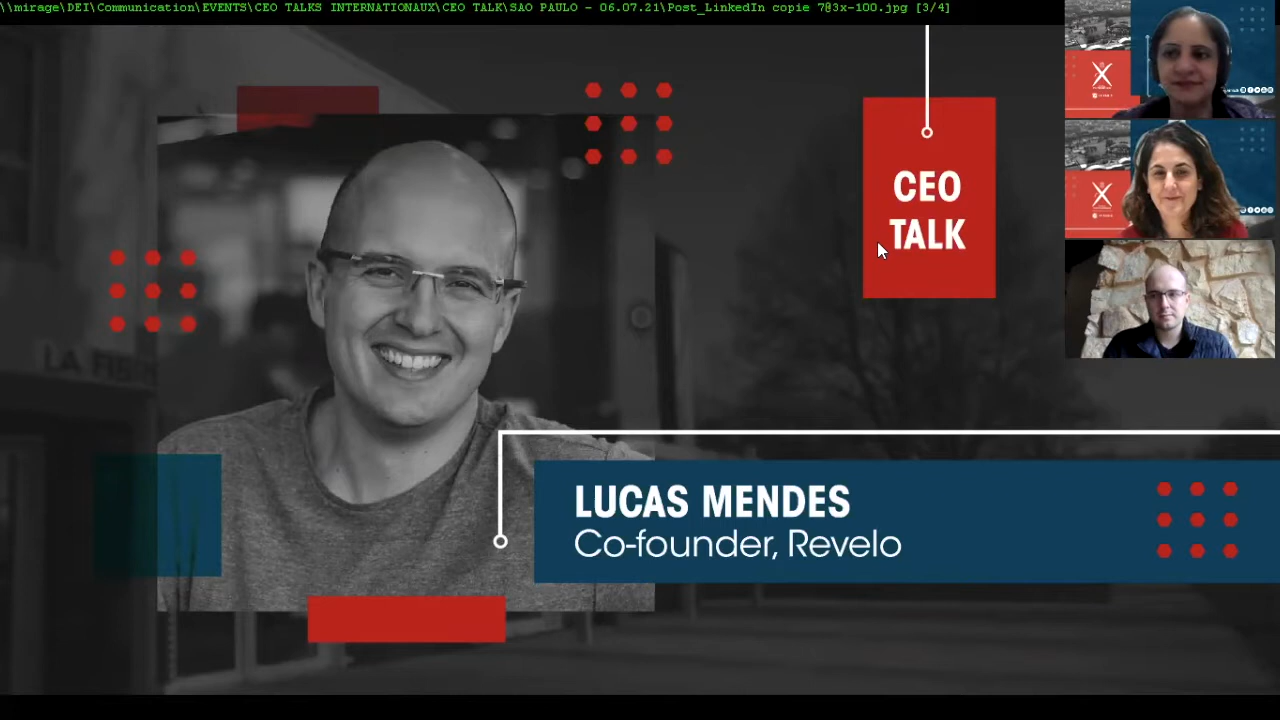 \\mirage\DEI\Communication\EVENTS\CEO TALKS INTERNATIONAUX\CEO TALK\SAO PAULO - 06.07.21\Post_LinkedIn copie 7@3x-100.jpg [3/4]
CEO
TALK
LA
LUCAS MENDES
Co-founder, Revelo